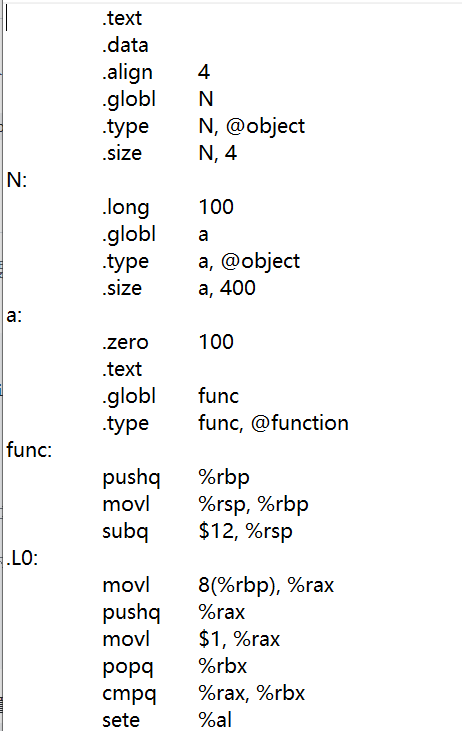 .text
.data
.align 4
.globl N
.type N, @object
.size N, 4
N:
.long 100
.globl a
.type a, @object
.size a, 400
a:
.zero 100
.text
.globl func
.type func, @function
func:
pushq %rbp
movl %rsp, %rbp
subq $12, %rsp
.L0:
movl 8(%rbp), %rax
pushq %rax
movl $1, %rax
popq %rbx
cmpq %rax, %rbx
sete %al